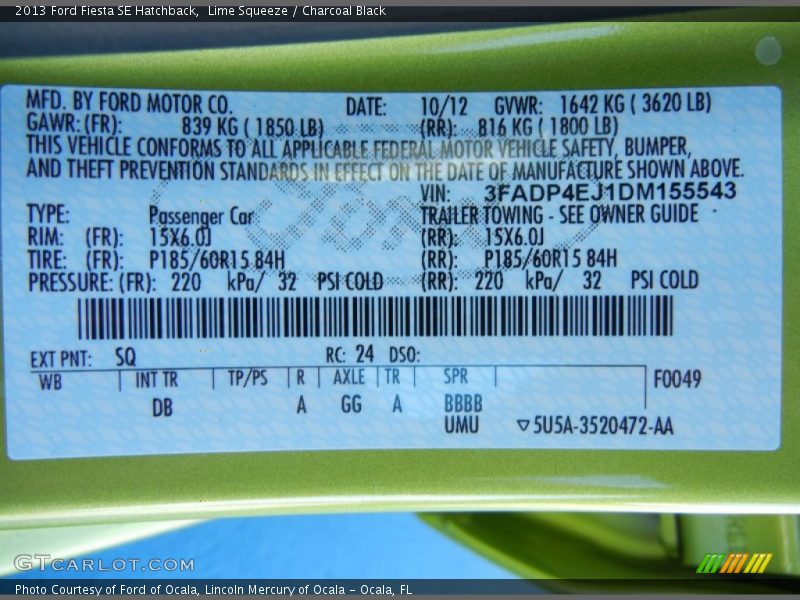 2013 Ford Fiesta SE Hatchback,  Lime Squeeze / Charcoal Black
MFD. BY FORD MOTOR CO. DATE: 10/12 GVWR: 1642 KG ( 3620 LB)
GAWR: (FR): 839 KG ( 1850 LB) (RR): 816 KG ( 1800 LB)
THIS VEHICLE CONFORMS TO ALL APPLICABLE FEDERAL MOTOR VEHICLE SAFETY, BUMPER,
AND THEFT PREVENTION STANDARDS IN EFFECT ON THE DATE OF MANUFACTURE SHOWN ABOVE.
VIN: 3FADP4EJ1DM155543
TYPE: Passenger Car TRAILER TOWING - SEE OWNER GUIDE
RIM: (FR): 15X6.0J (RR): 15X6.0J
TIRE: (FR): P185/60R15 84H (RR): P185/60R15 84H
PRESSURE: (FR): 220 kPa/ 32 PSI COLD (RR): 220 kPa/ 32 PSI COLD
EXT PNT: SQ RC: 24 DSO:
WB INT TR TP/PS R AXLE TR SPR F0049
DB A GG A BBBB
UMU ▽5U5A-3520472-AA
GTCARLOT.COM
Photo Courtesy of Ford of Ocala, Lincoln Mercury of Ocala - Ocala, FL